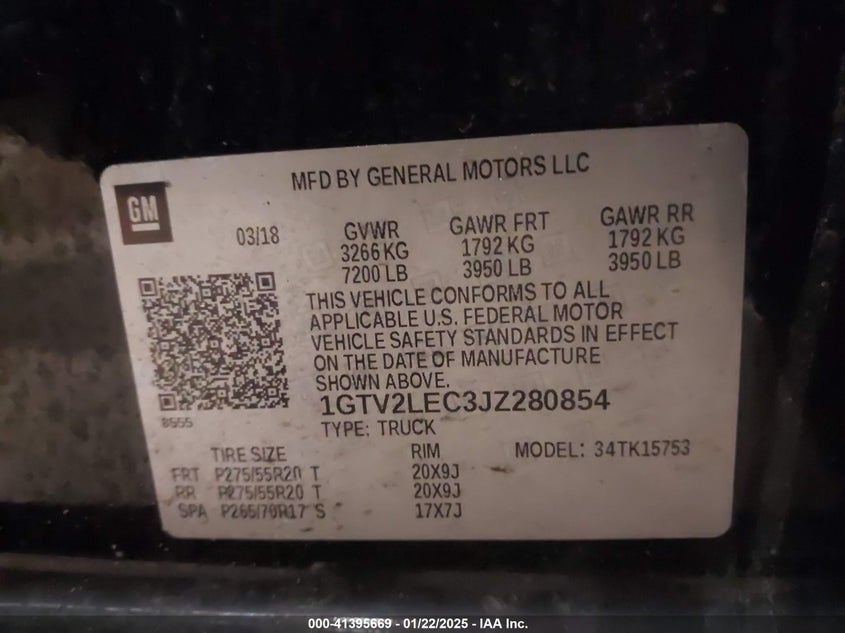 MFD BY GENERAL MOTORS LLC
GM
03/18
GVWR GAWR FRT GAWR RR
3266 KG 1792 KG 1792 KG
7200 LB 3950 LB 3950 LB
THIS VEHICLE CONFORMS TO ALL
APPLICABLE U.S. FEDERAL MOTOR
VEHICLE SAFETY STANDARDS IN EFFECT
ON THE DATE OF MANUFACTURE
SHOWN ABOVE.
1GTV2LEC3JZ280854
8555
TYPE: TRUCK
TIRE SIZE RIM MODEL: 34TK15753
FRT P275/55R20 T 20X9J
RR P275/55R20 T 20X9J
SPA P265/70R17 S 17X7J
000-41395669 - 01/22/2025 - IAA Inc.